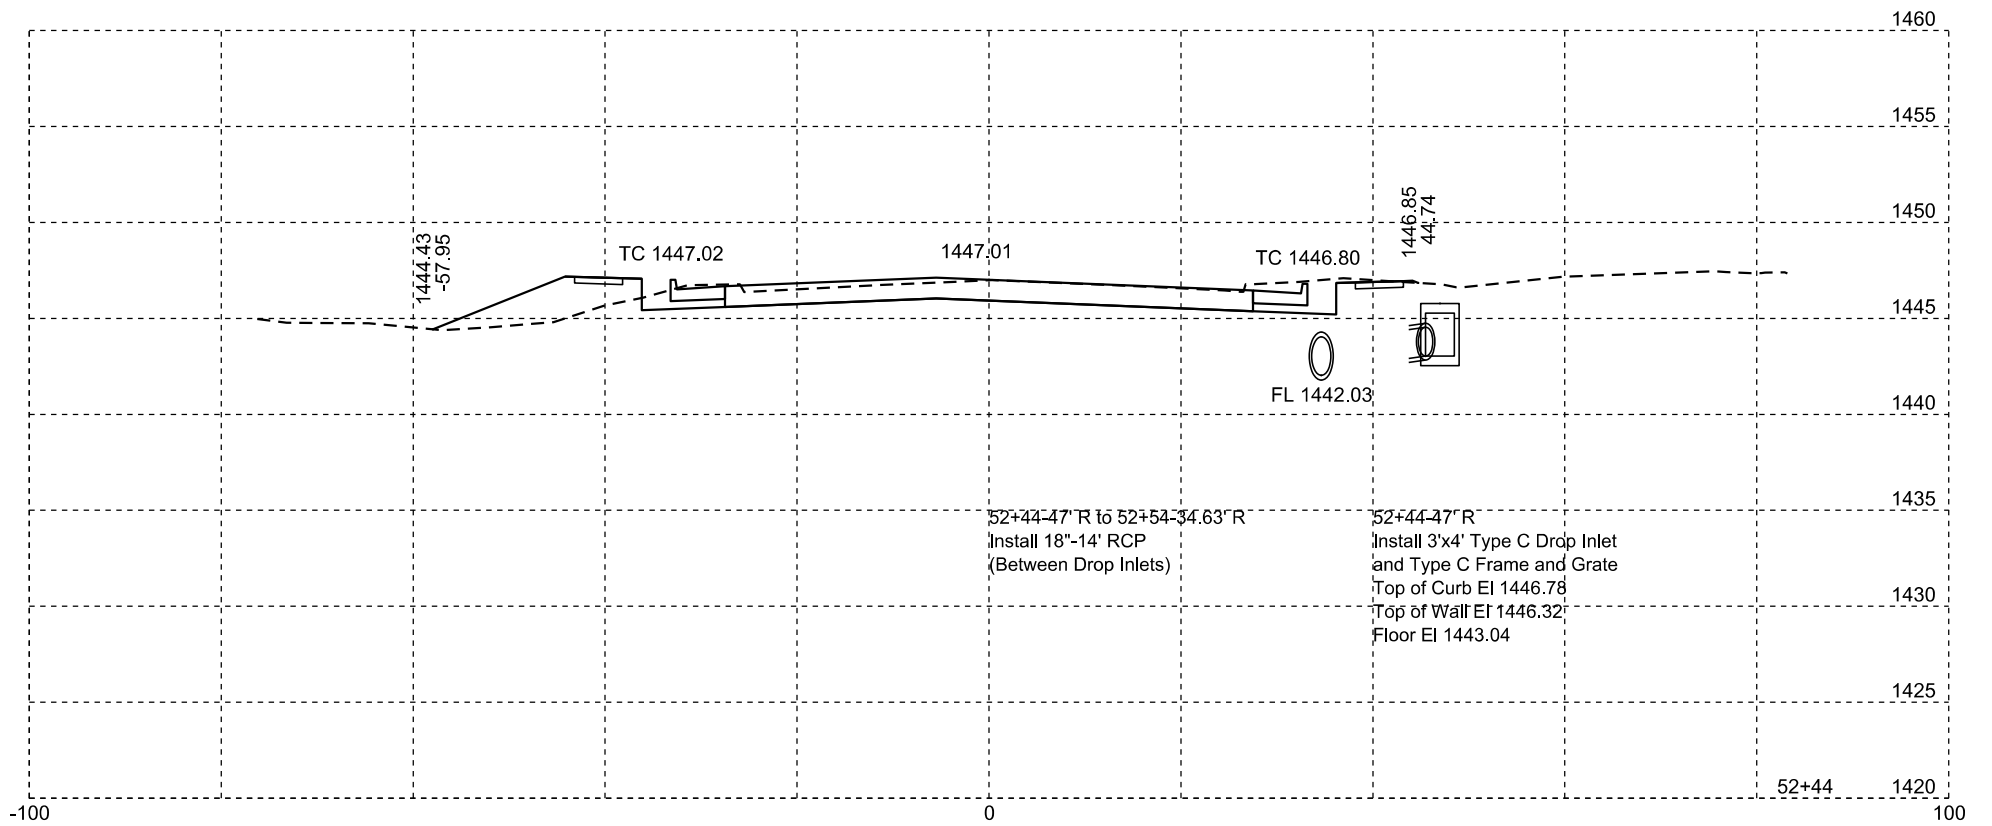 1460
1455
1450
1446.85
44.74
1444.43
-57.95
TC 1447.02
1447.01
TC 1446.80
1445
FL 1442.03
1440
1435
52+44-47' R to 52+54-34.63' R
Install 18"-14' RCP
(Between Drop Inlets)
52+44-47' R
Install 3'x4' Type C Drop Inlet
and Type C Frame and Grate
Top of Curb El 1446.78
Top of Wall El 1446.32
Floor El 1443.04
1430
1425
52+44
1420
-100
0
100